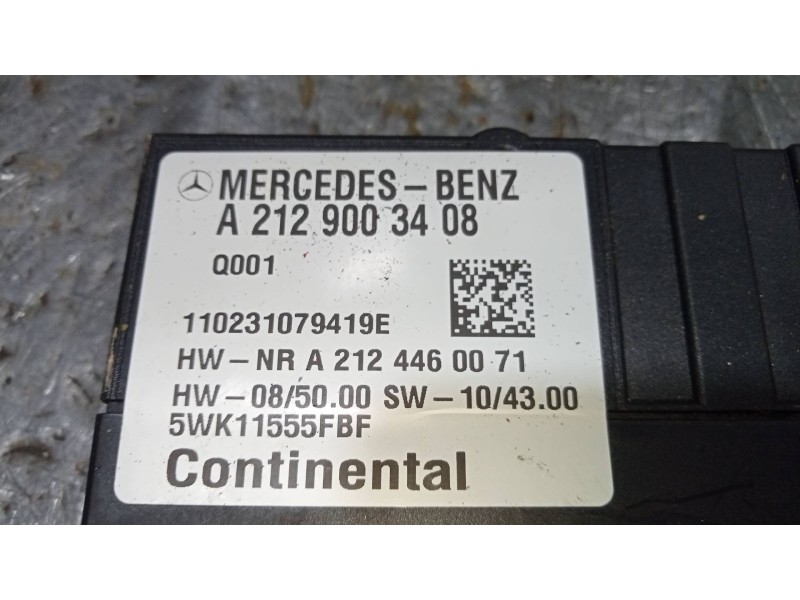 MERCEDES-BENZ
A 212 900 34 08
Q001
110231079419E
HW-NR A 212 446 00 71
HW-08/50.00 SW-10/43.00
5WK11555FBF
Continental